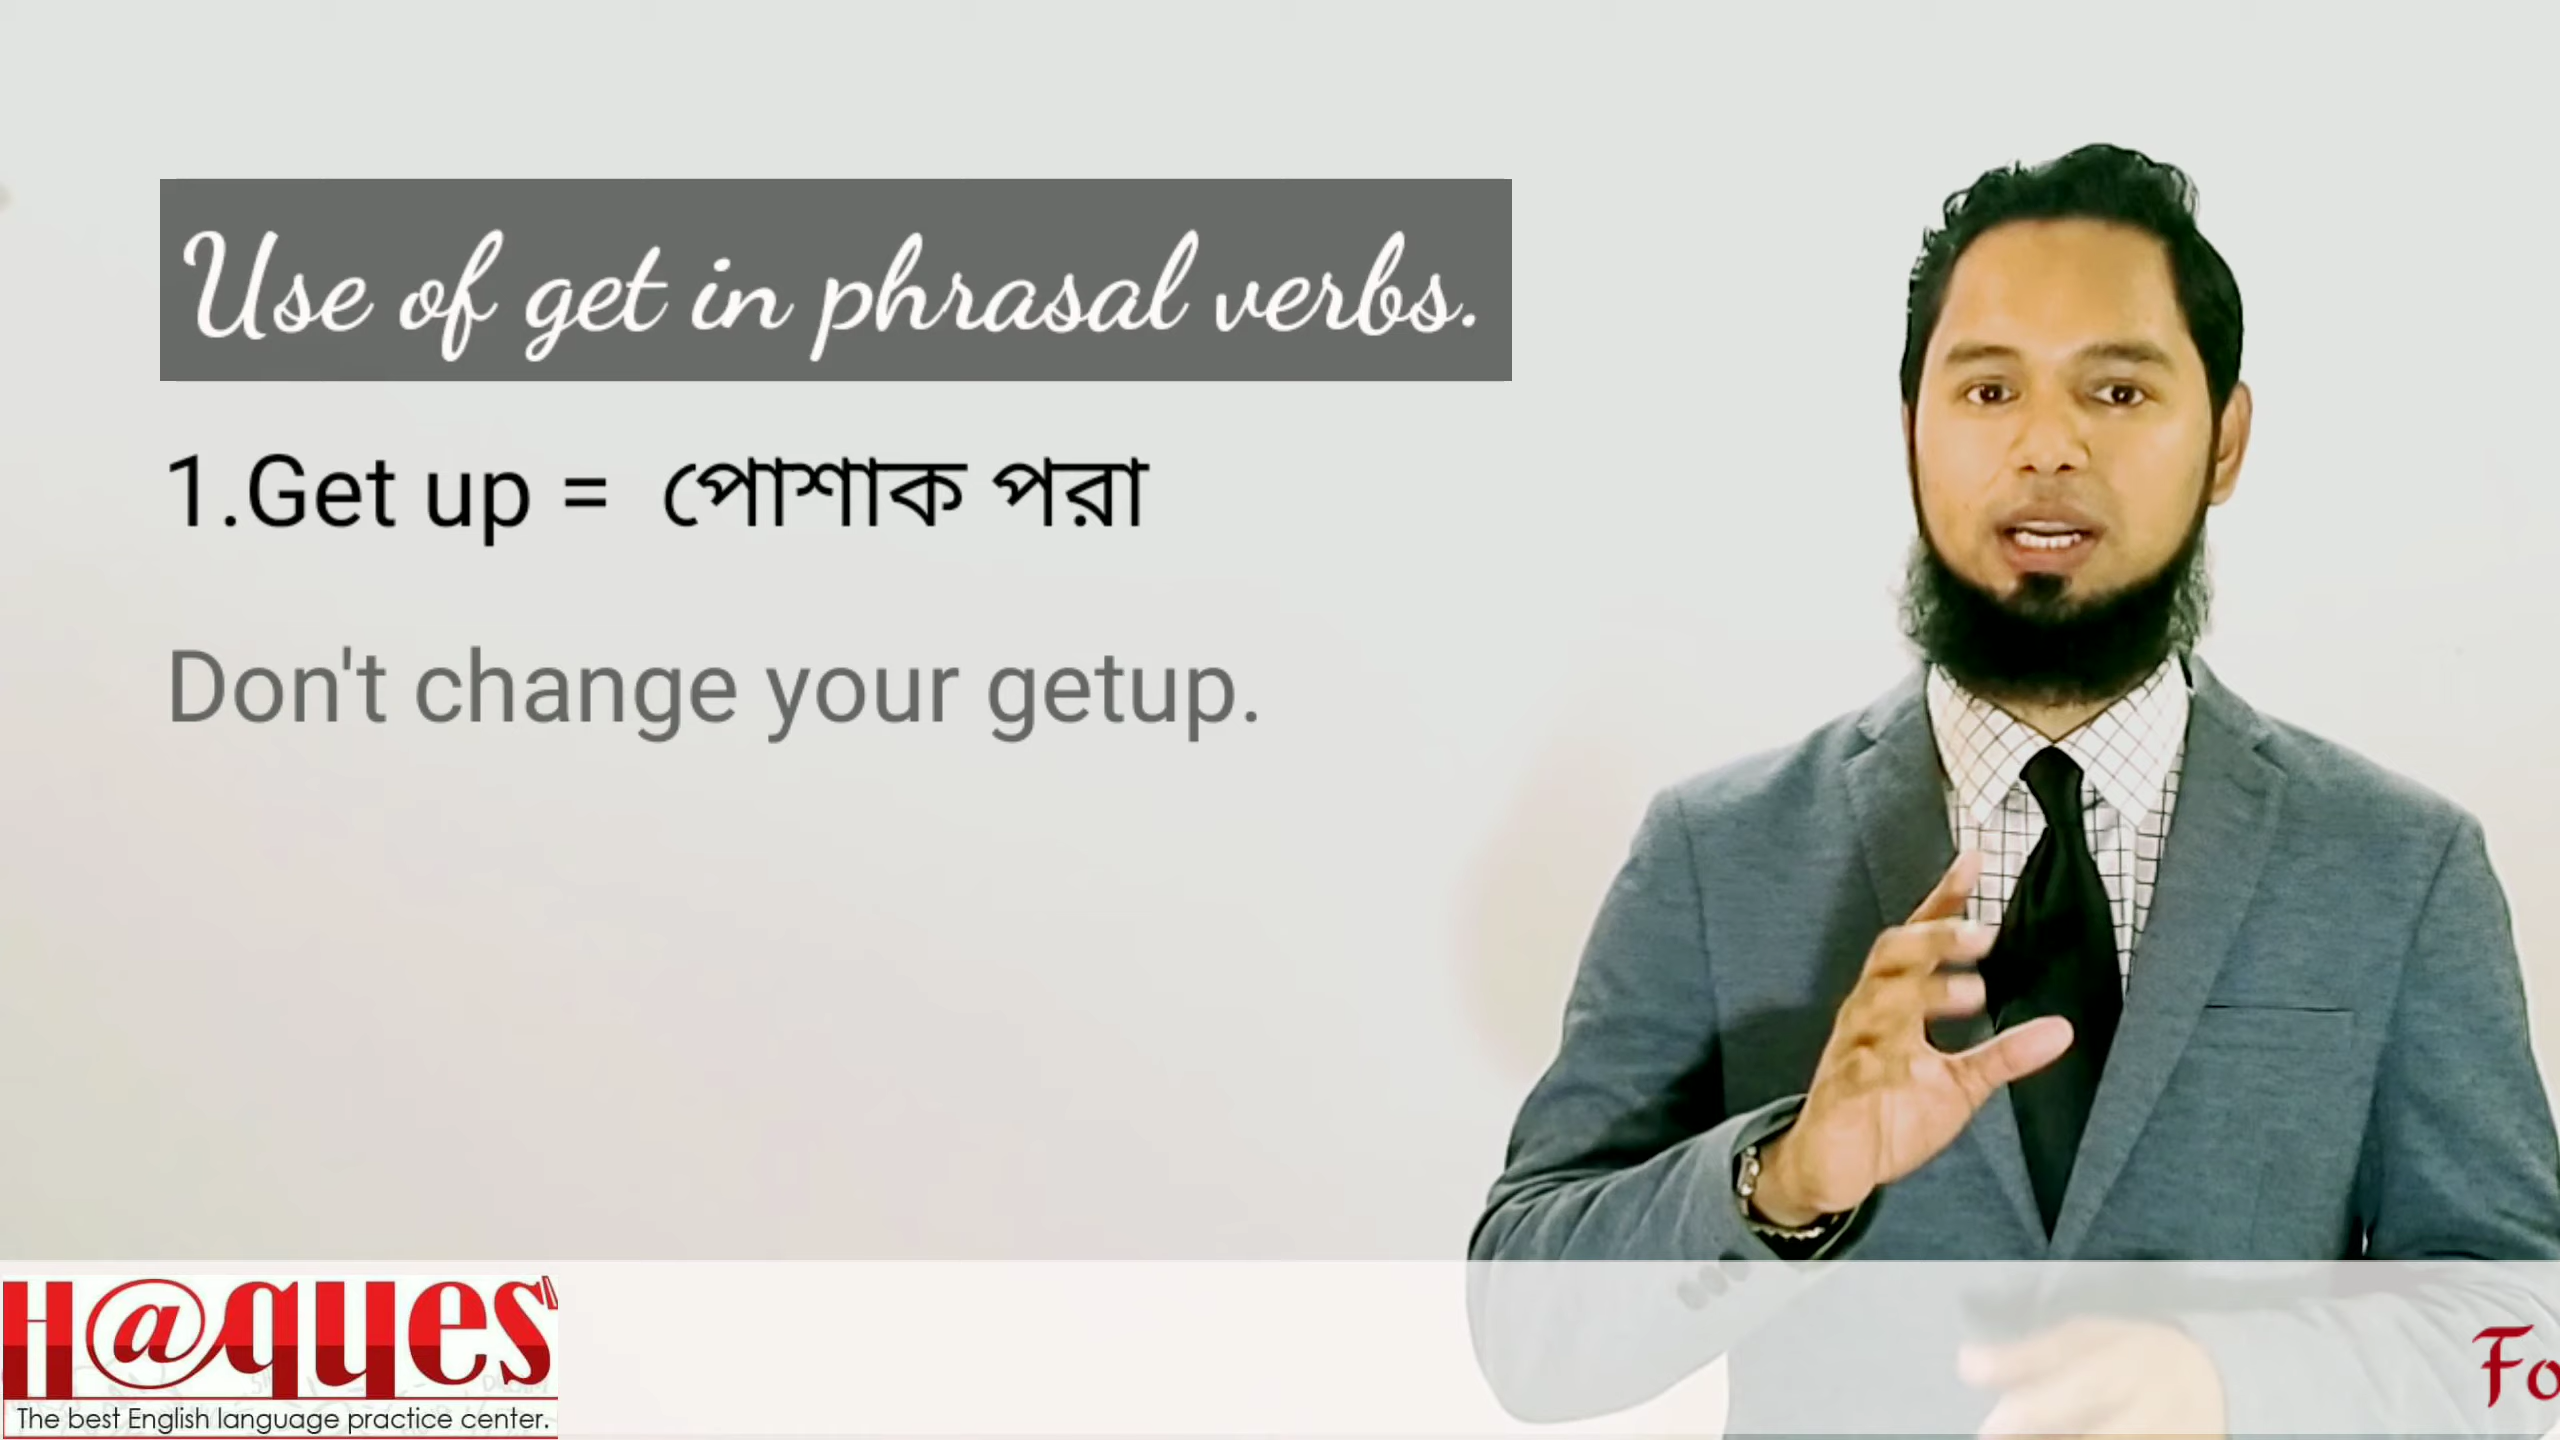 Use of get in phrasal verbs.
1.Get up = পোশাক পরা
Don't change your getup.
H@ques'
The best English language practice center.
Fo